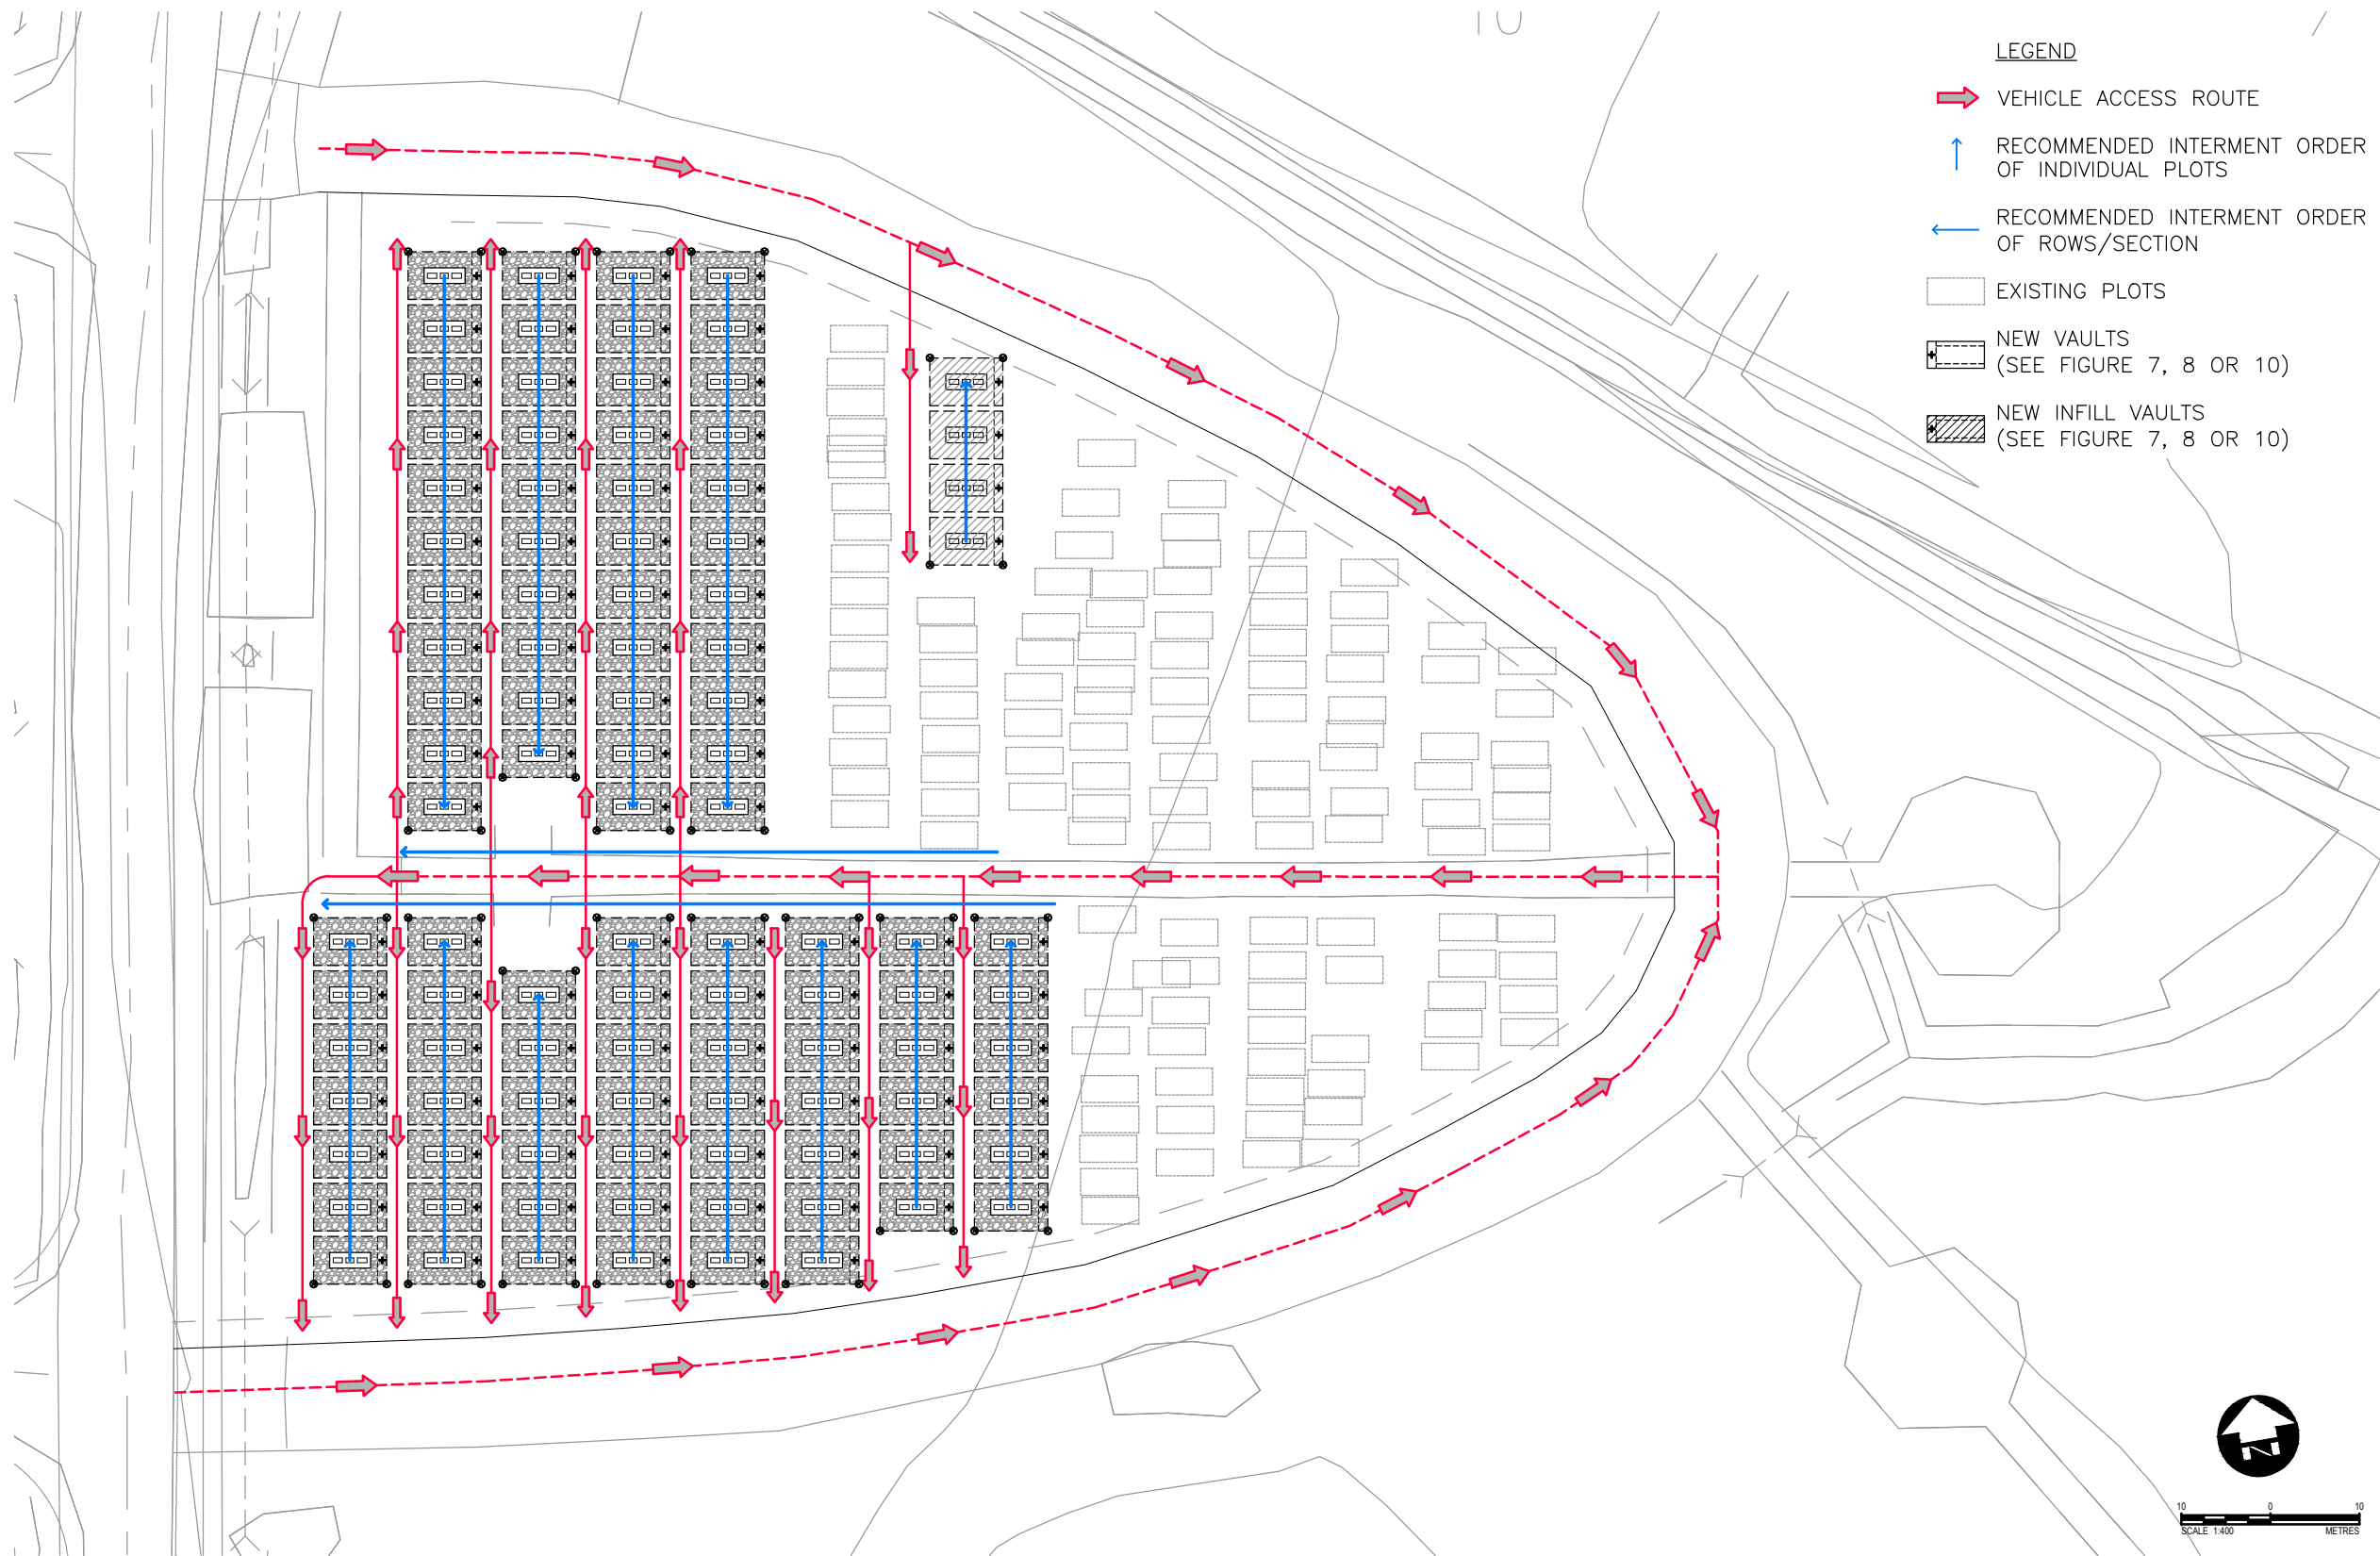 10
LEGEND
VEHICLE ACCESS ROUTE
RECOMMENDED INTERMENT ORDER
OF INDIVIDUAL PLOTS
RECOMMENDED INTERMENT ORDER
OF ROWS/SECTION
EXISTING PLOTS
NEW VAULTS
(SEE FIGURE 7, 8 OR 10)
NEW INFILL VAULTS
(SEE FIGURE 7, 8 OR 10)
N
10 0 10
SCALE 1:400 METRES